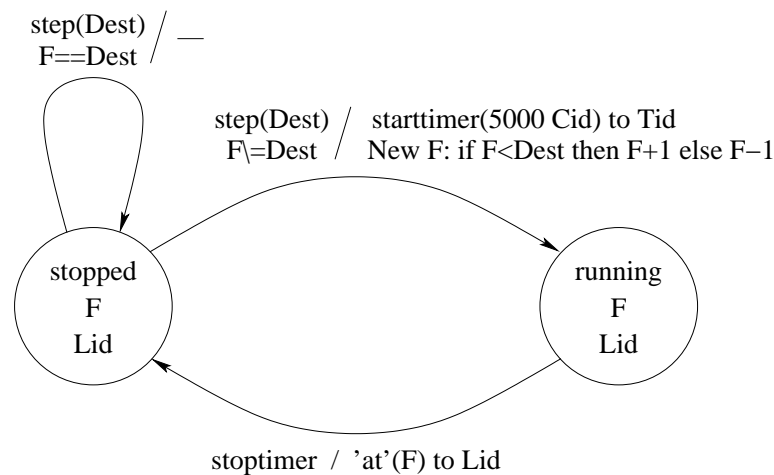 step(Dest) / —
F==Dest
step(Dest) / starttimer(5000 Cid) to Tid
F\=Dest New F: if F<Dest then F+1 else F−1
stopped
F
Lid
running
F
Lid
stoptimer / 'at'(F) to Lid